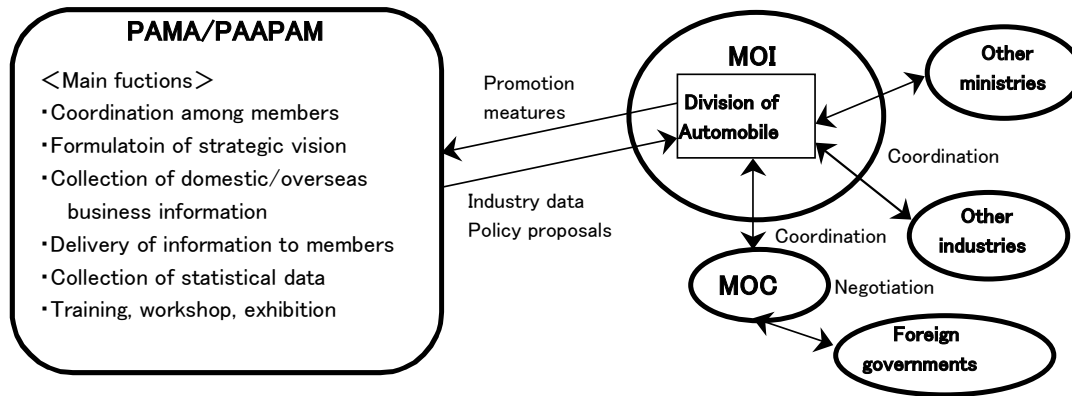 PAMA/PAAPAM
＜Main fuctions＞
・Coordination among members
・Formulatoin of strategic vision
・Collection of domestic/overseas
business information
・Delivery of information to members
・Collection of statistical data
・Training, workshop, exhibition
Promotion
meatures
Industry data
Policy proposals
MOI
Division of
Automobile
Other
ministries
Coordination
Other
industries
Coordination
MOC
Negotiation
Foreign
governments